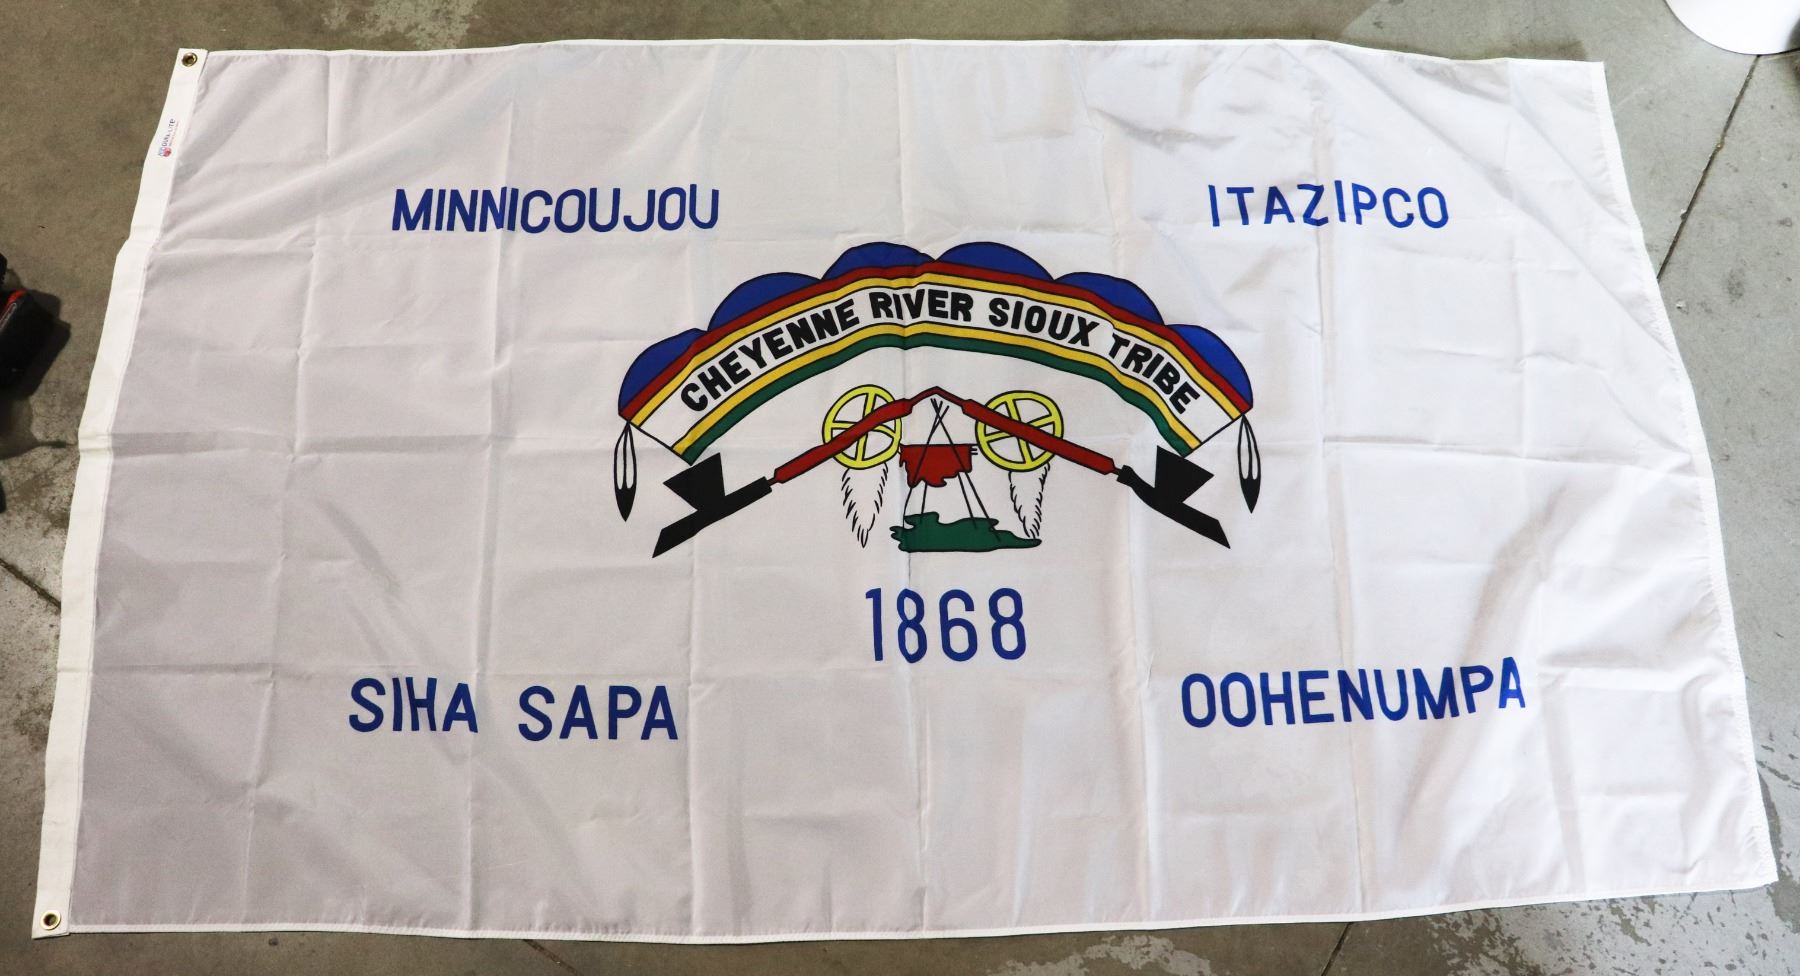 MINNICOUJOU
ITAZIPCO
CHEYENNE RIVER SIOUX TRIBE
1868
SIHA SAPA
OOHENUMPA